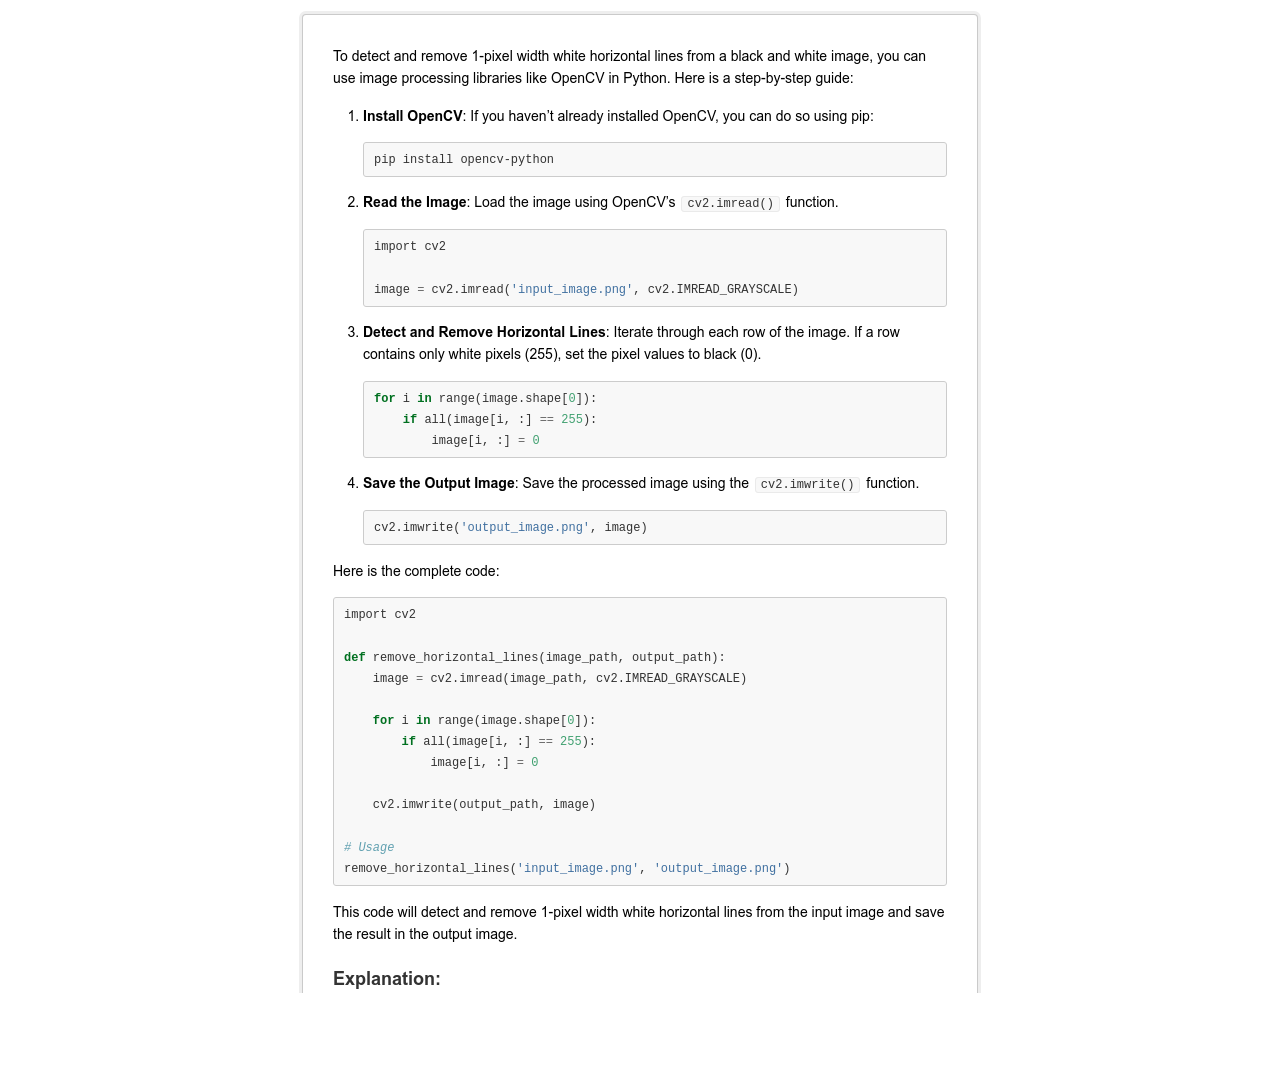 To detect and remove 1-pixel width white horizontal lines from a black and white image, you can
use image processing libraries like OpenCV in Python. Here is a step-by-step guide:
1. Install OpenCV: If you haven’t already installed OpenCV, you can do so using pip:
pip install opencv-python
2. Read the Image: Load the image using OpenCV’s cv2.imread() function.
import cv2
image = cv2.imread('input_image.png', cv2.IMREAD_GRAYSCALE)
3. Detect and Remove Horizontal Lines: Iterate through each row of the image. If a row
contains only white pixels (255), set the pixel values to black (0).
for i in range(image.shape[0]):
    if all(image[i, :] == 255):
        image[i, :] = 0
4. Save the Output Image: Save the processed image using the cv2.imwrite() function.
cv2.imwrite('output_image.png', image)
Here is the complete code:
import cv2
def remove_horizontal_lines(image_path, output_path):
    image = cv2.imread(image_path, cv2.IMREAD_GRAYSCALE)
    for i in range(image.shape[0]):
        if all(image[i, :] == 255):
            image[i, :] = 0
    cv2.imwrite(output_path, image)
# Usage
remove_horizontal_lines('input_image.png', 'output_image.png')
This code will detect and remove 1-pixel width white horizontal lines from the input image and save
the result in the output image.
Explanation: